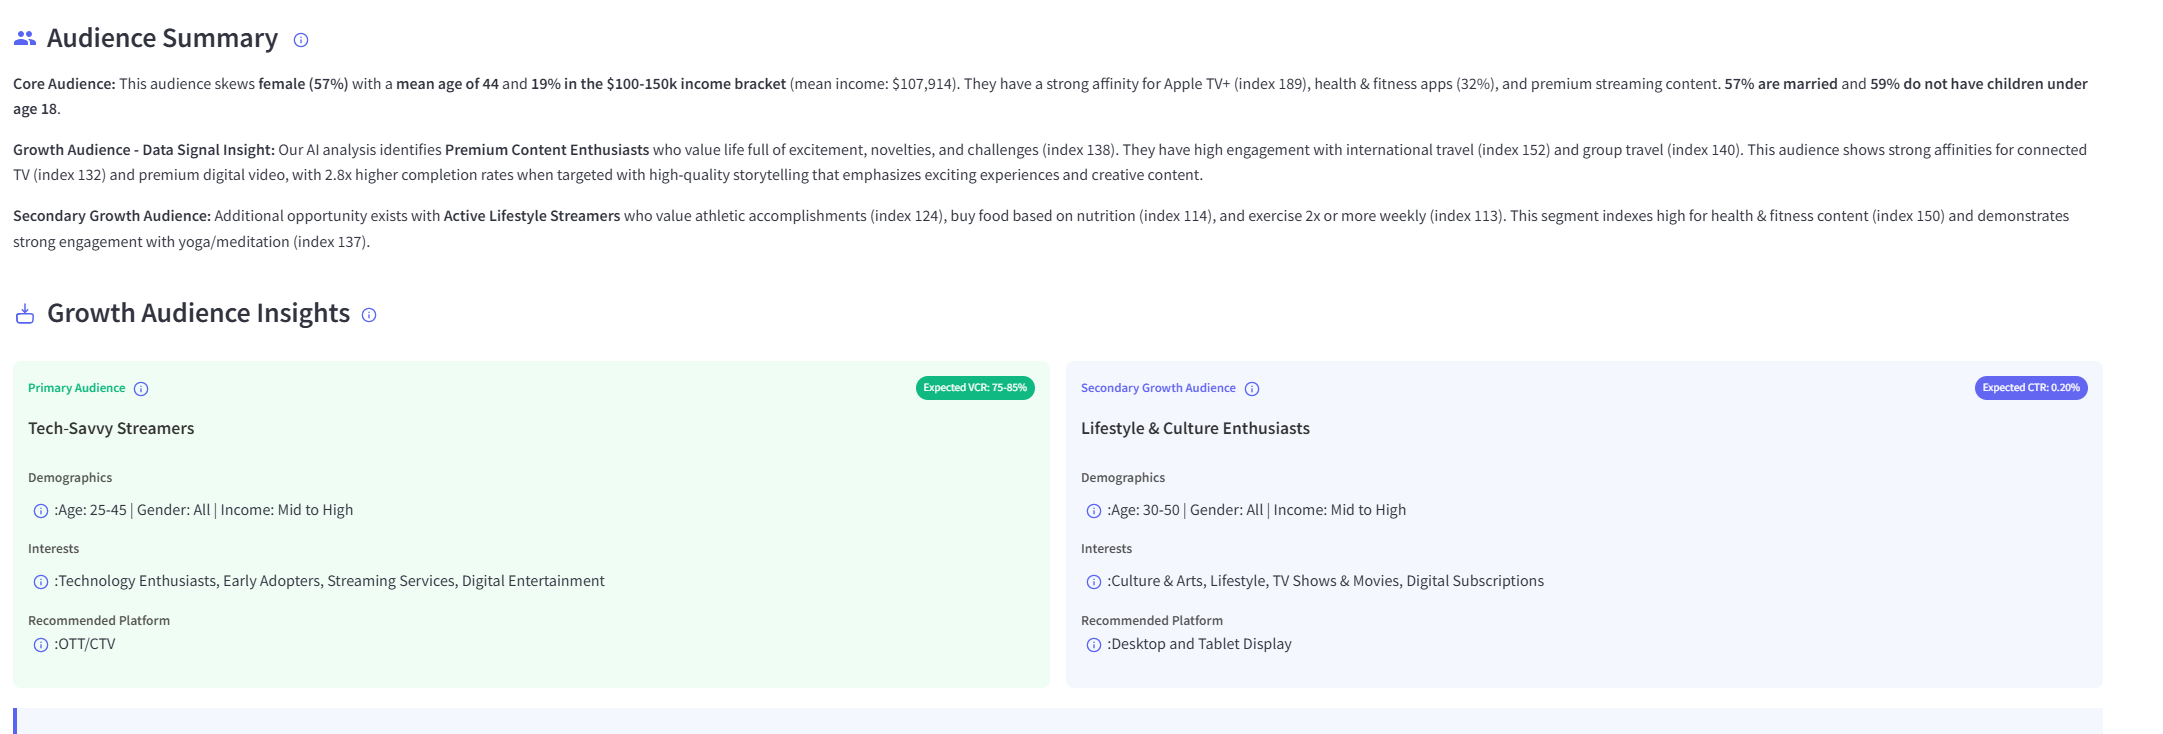 Audience Summary
Core Audience: This audience skews female (57%) with a mean age of 44 and 19% in the $100-150k income bracket (mean income: $107,914). They have a strong affinity for Apple TV+ (index 189), health & fitness apps (32%), and premium streaming content. 57% are married and 59% do not have children under
age 18.
Growth Audience - Data Signal Insight: Our AI analysis identifies Premium Content Enthusiasts who value life full of excitement, novelties, and challenges (index 138). They have high engagement with international travel (index 152) and group travel (index 140). This audience shows strong affinities for connected
TV (index 132) and premium digital video, with 2.8x higher completion rates when targeted with high-quality storytelling that emphasizes exciting experiences and creative content.
Secondary Growth Audience: Additional opportunity exists with Active Lifestyle Streamers who value athletic accomplishments (index 124), buy food based on nutrition (index 114), and exercise 2x or more weekly (index 113). This segment indexes high for health & fitness content (index 150) and demonstrates
strong engagement with yoga/meditation (index 137).
Growth Audience Insights
Primary Audience
Expected VCR: 75-85%
Tech-Savvy Streamers
Demographics
:Age: 25-45 | Gender: All | Income: Mid to High
Interests
:Technology Enthusiasts, Early Adopters, Streaming Services, Digital Entertainment
Recommended Platform
:OTT/CTV
Secondary Growth Audience
Expected CTR: 0.20%
Lifestyle & Culture Enthusiasts
Demographics
:Age: 30-50 | Gender: All | Income: Mid to High
Interests
:Culture & Arts, Lifestyle, TV Shows & Movies, Digital Subscriptions
Recommended Platform
:Desktop and Tablet Display